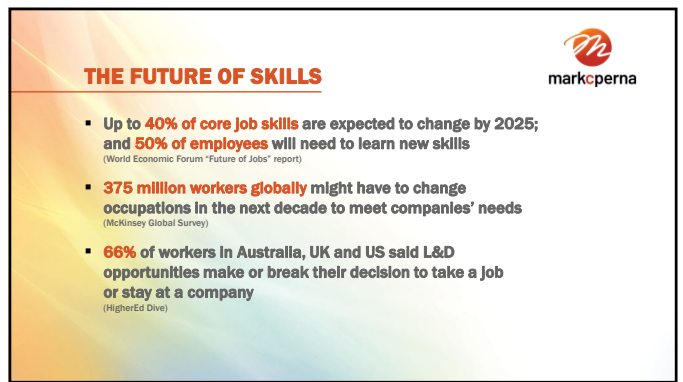 markcperna
THE FUTURE OF SKILLS
▪ Up to 40% of core job skills are expected to change by 2025;
and 50% of employees will need to learn new skills
(World Economic Forum “Future of Jobs” report)
▪ 375 million workers globally might have to change
occupations in the next decade to meet companies’ needs
(McKinsey Global Survey)
▪ 66% of workers in Australia, UK and US said L&D
opportunities make or break their decision to take a job
or stay at a company
(HigherEd Dive)